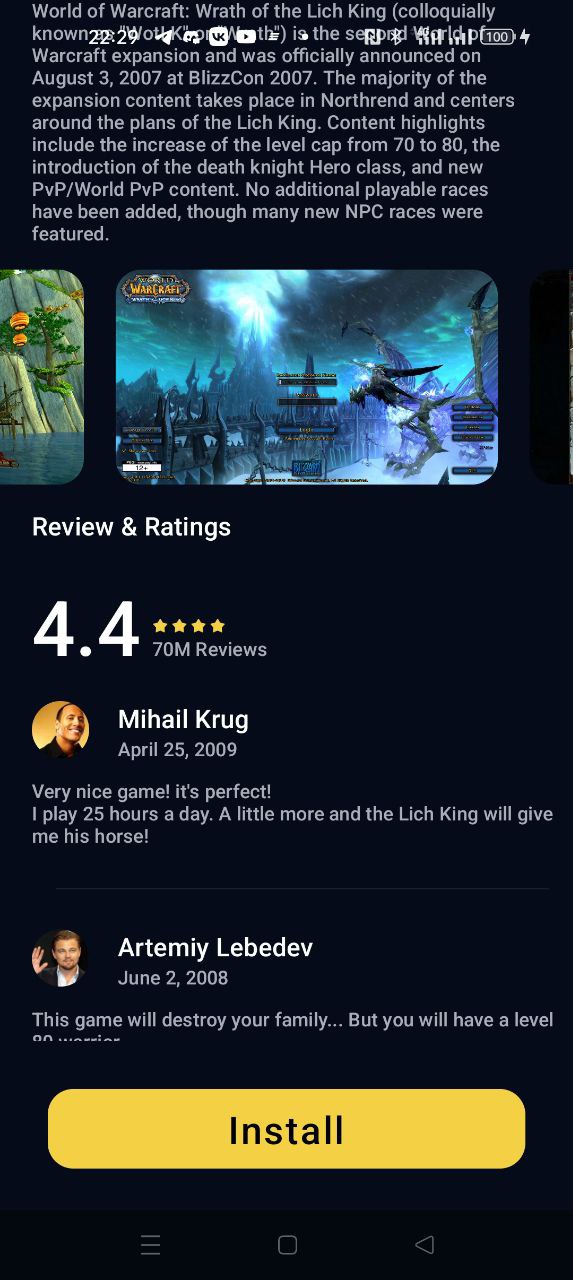 World of Warcraft: Wrath of the Lich King (colloquially
22:29
100
known as "WotLK" or "Wrath") is the second World of
Warcraft expansion and was officially announced on
August 3, 2007 at BlizzCon 2007. The majority of the
expansion content takes place in Northrend and centers
around the plans of the Lich King. Content highlights
include the increase of the level cap from 70 to 80, the
introduction of the death knight Hero class, and new
PvP/World PvP content. No additional playable races
have been added, though many new NPC races were
featured.
WORLD
WARCRAFT
12+
Review & Ratings
4.4
70M Reviews
Mihail Krug
April 25, 2009
Very nice game! it's perfect!
I play 25 hours a day. A little more and the Lich King will give
me his horse!
Artemiy Lebedev
June 2, 2008
This game will destroy your family... But you will have a level
80 warrior
Install